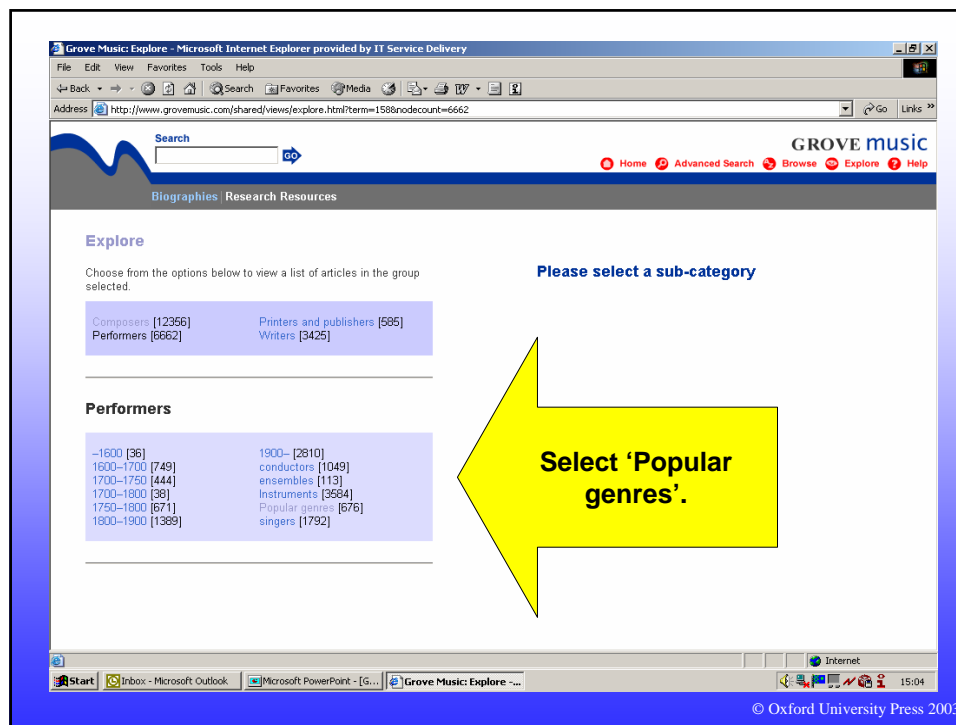 Grove Music: Explore - Microsoft Internet Explorer provided by IT Service Delivery
File Edit View Favorites Tools Help
Back Search Favorites Media
Address http://www.grovemusic.com/shared/views/explore.html?term=158&nodecount=6662 Go Links »
Search
GO
GROVE music
Home Advanced Search Browse Explore Help
Biographies | Research Resources
Explore
Choose from the options below to view a list of articles in the group
selected.
Please select a sub-category
Composers [12356] Printers and publishers [585]
Performers [6662] Writers [3425]
Performers
–1600 [36] 1900– [2810]
1600–1700 [749] conductors [1049]
1700–1750 [444] ensembles [113]
1700–1800 [38] Instruments [3584]
1750–1800 [671] Popular genres [676]
1800–1900 [1389] singers [1792]
Select ‘Popular
genres’.
Internet
Start Inbox - Microsoft Outlook Microsoft PowerPoint - [G... Grove Music: Explore -... 15:04
© Oxford University Press 2003